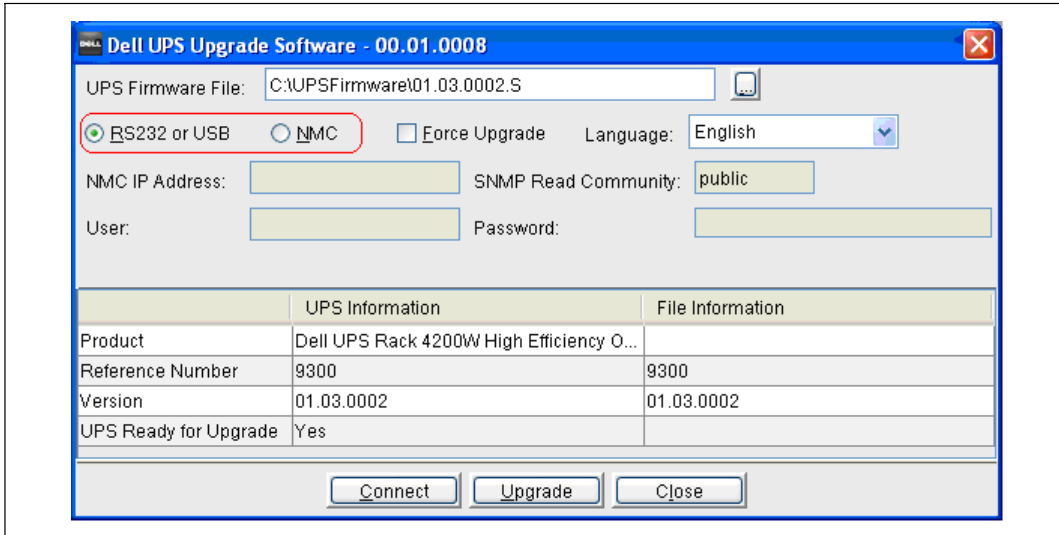 DELL Dell UPS Upgrade Software - 00.01.0008
UPS Firmware File: C:\UPSFirmware\01.03.0002.S ...
RS232 or USB NMC Force Upgrade Language: English
NMC IP Address: SNMP Read Community: public
User: Password:
UPS Information File Information
Product Dell UPS Rack 4200W High Efficiency O...
Reference Number 9300 9300
Version 01.03.0002 01.03.0002
UPS Ready for Upgrade Yes
Connect Upgrade Close